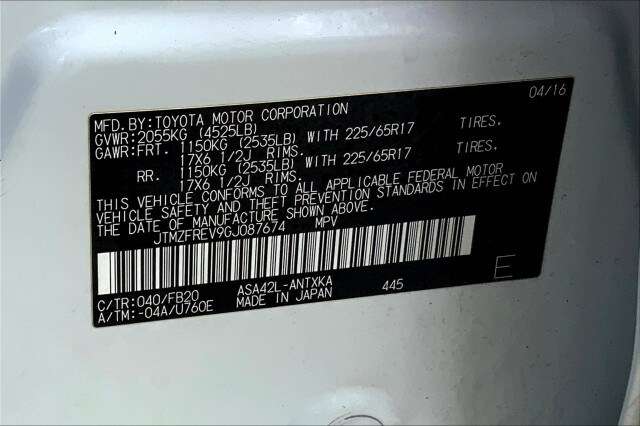 04/16
MFD. BY: TOYOTA MOTOR CORPORATION
GVWR: 2055KG (4525LB)
GAWR: FRT. 1150KG (2535LB) WITH 225/65R17 TIRES.
17X6 1/2J RIMS.
RR. 1150KG (2535LB) WITH 225/65R17 TIRES.
17X6 1/2J RIMS.
THIS VEHICLE CONFORMS TO ALL APPLICABLE FEDERAL MOTOR
VEHICLE SAFETY AND THEFT PREVENTION STANDARDS IN EFFECT ON
THE DATE OF MANUFACTURE SHOWN ABOVE.
JTMZFREV9GJ087674 MPV
C/TR: 040/FB20 ASA42L-ANTXKA 445
A/TM: -04A/U760E MADE IN JAPAN
E